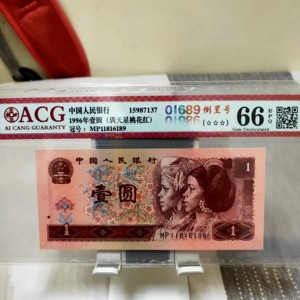 ACG
AI CANG GUARANTY
中国人民银行 15987137
1996年壹圆（满天星桃花红）
冠号：MP11816189
01689 倒置号
01986 (☆☆☆)
66 EPQ
Gem Uncirculated
中国人民银行
壹圆
1
MP11816189
1